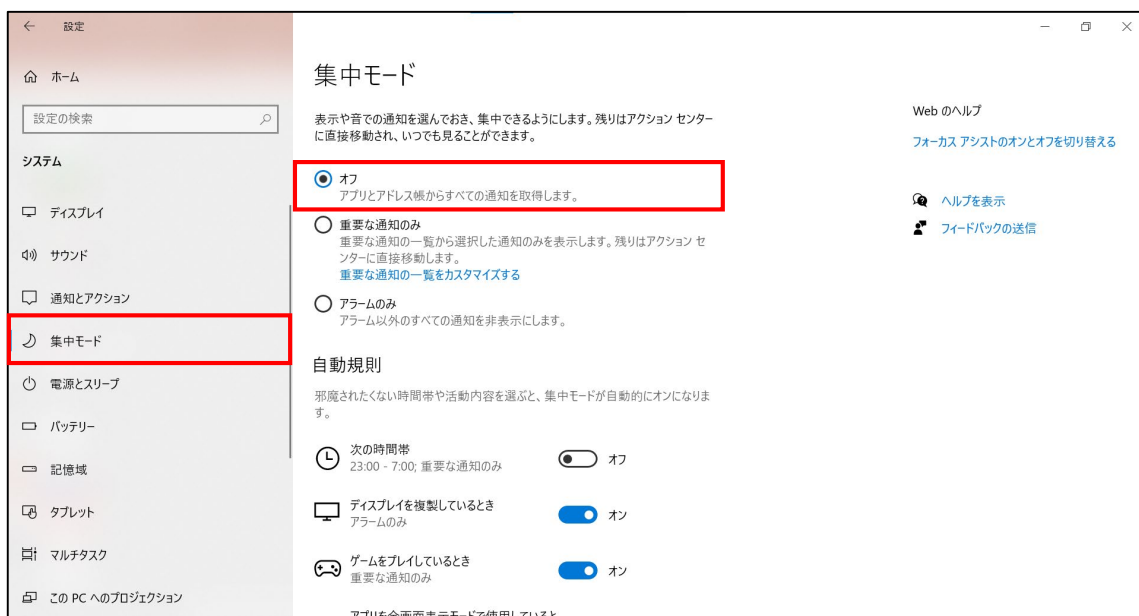 設定
ホーム
設定の検索
システム
ディスプレイ
サウンド
通知とアクション
集中モード
電源とスリープ
バッテリー
記憶域
タブレット
マルチタスク
この PC へのプロジェクション
集中モード
表示や音での通知を選んでおき、集中できるようにします。残りはアクション センター
に直接移動され、いつでも見ることができます。
オフ
アプリとアドレス帳からすべての通知を取得します。
重要な通知のみ
重要な通知の一覧から選択した通知のみを表示します。残りはアクション セ
ンターに直接移動します。
重要な通知の一覧をカスタマイズする
アラームのみ
アラーム以外のすべての通知を非表示にします。
自動規則
邪魔されたくない時間帯や活動内容を選ぶと、集中モードが自動的にオンになりま
す。
次の時間帯
23:00 - 7:00; 重要な通知のみ
オフ
ディスプレイを複製しているとき
アラームのみ
オン
ゲームをプレイしているとき
重要な通知のみ
オン
アプリを全画面表示モードで使用していると
Web のヘルプ
フォーカス アシストのオンとオフを切り替える
ヘルプを表示
フィードバックの送信